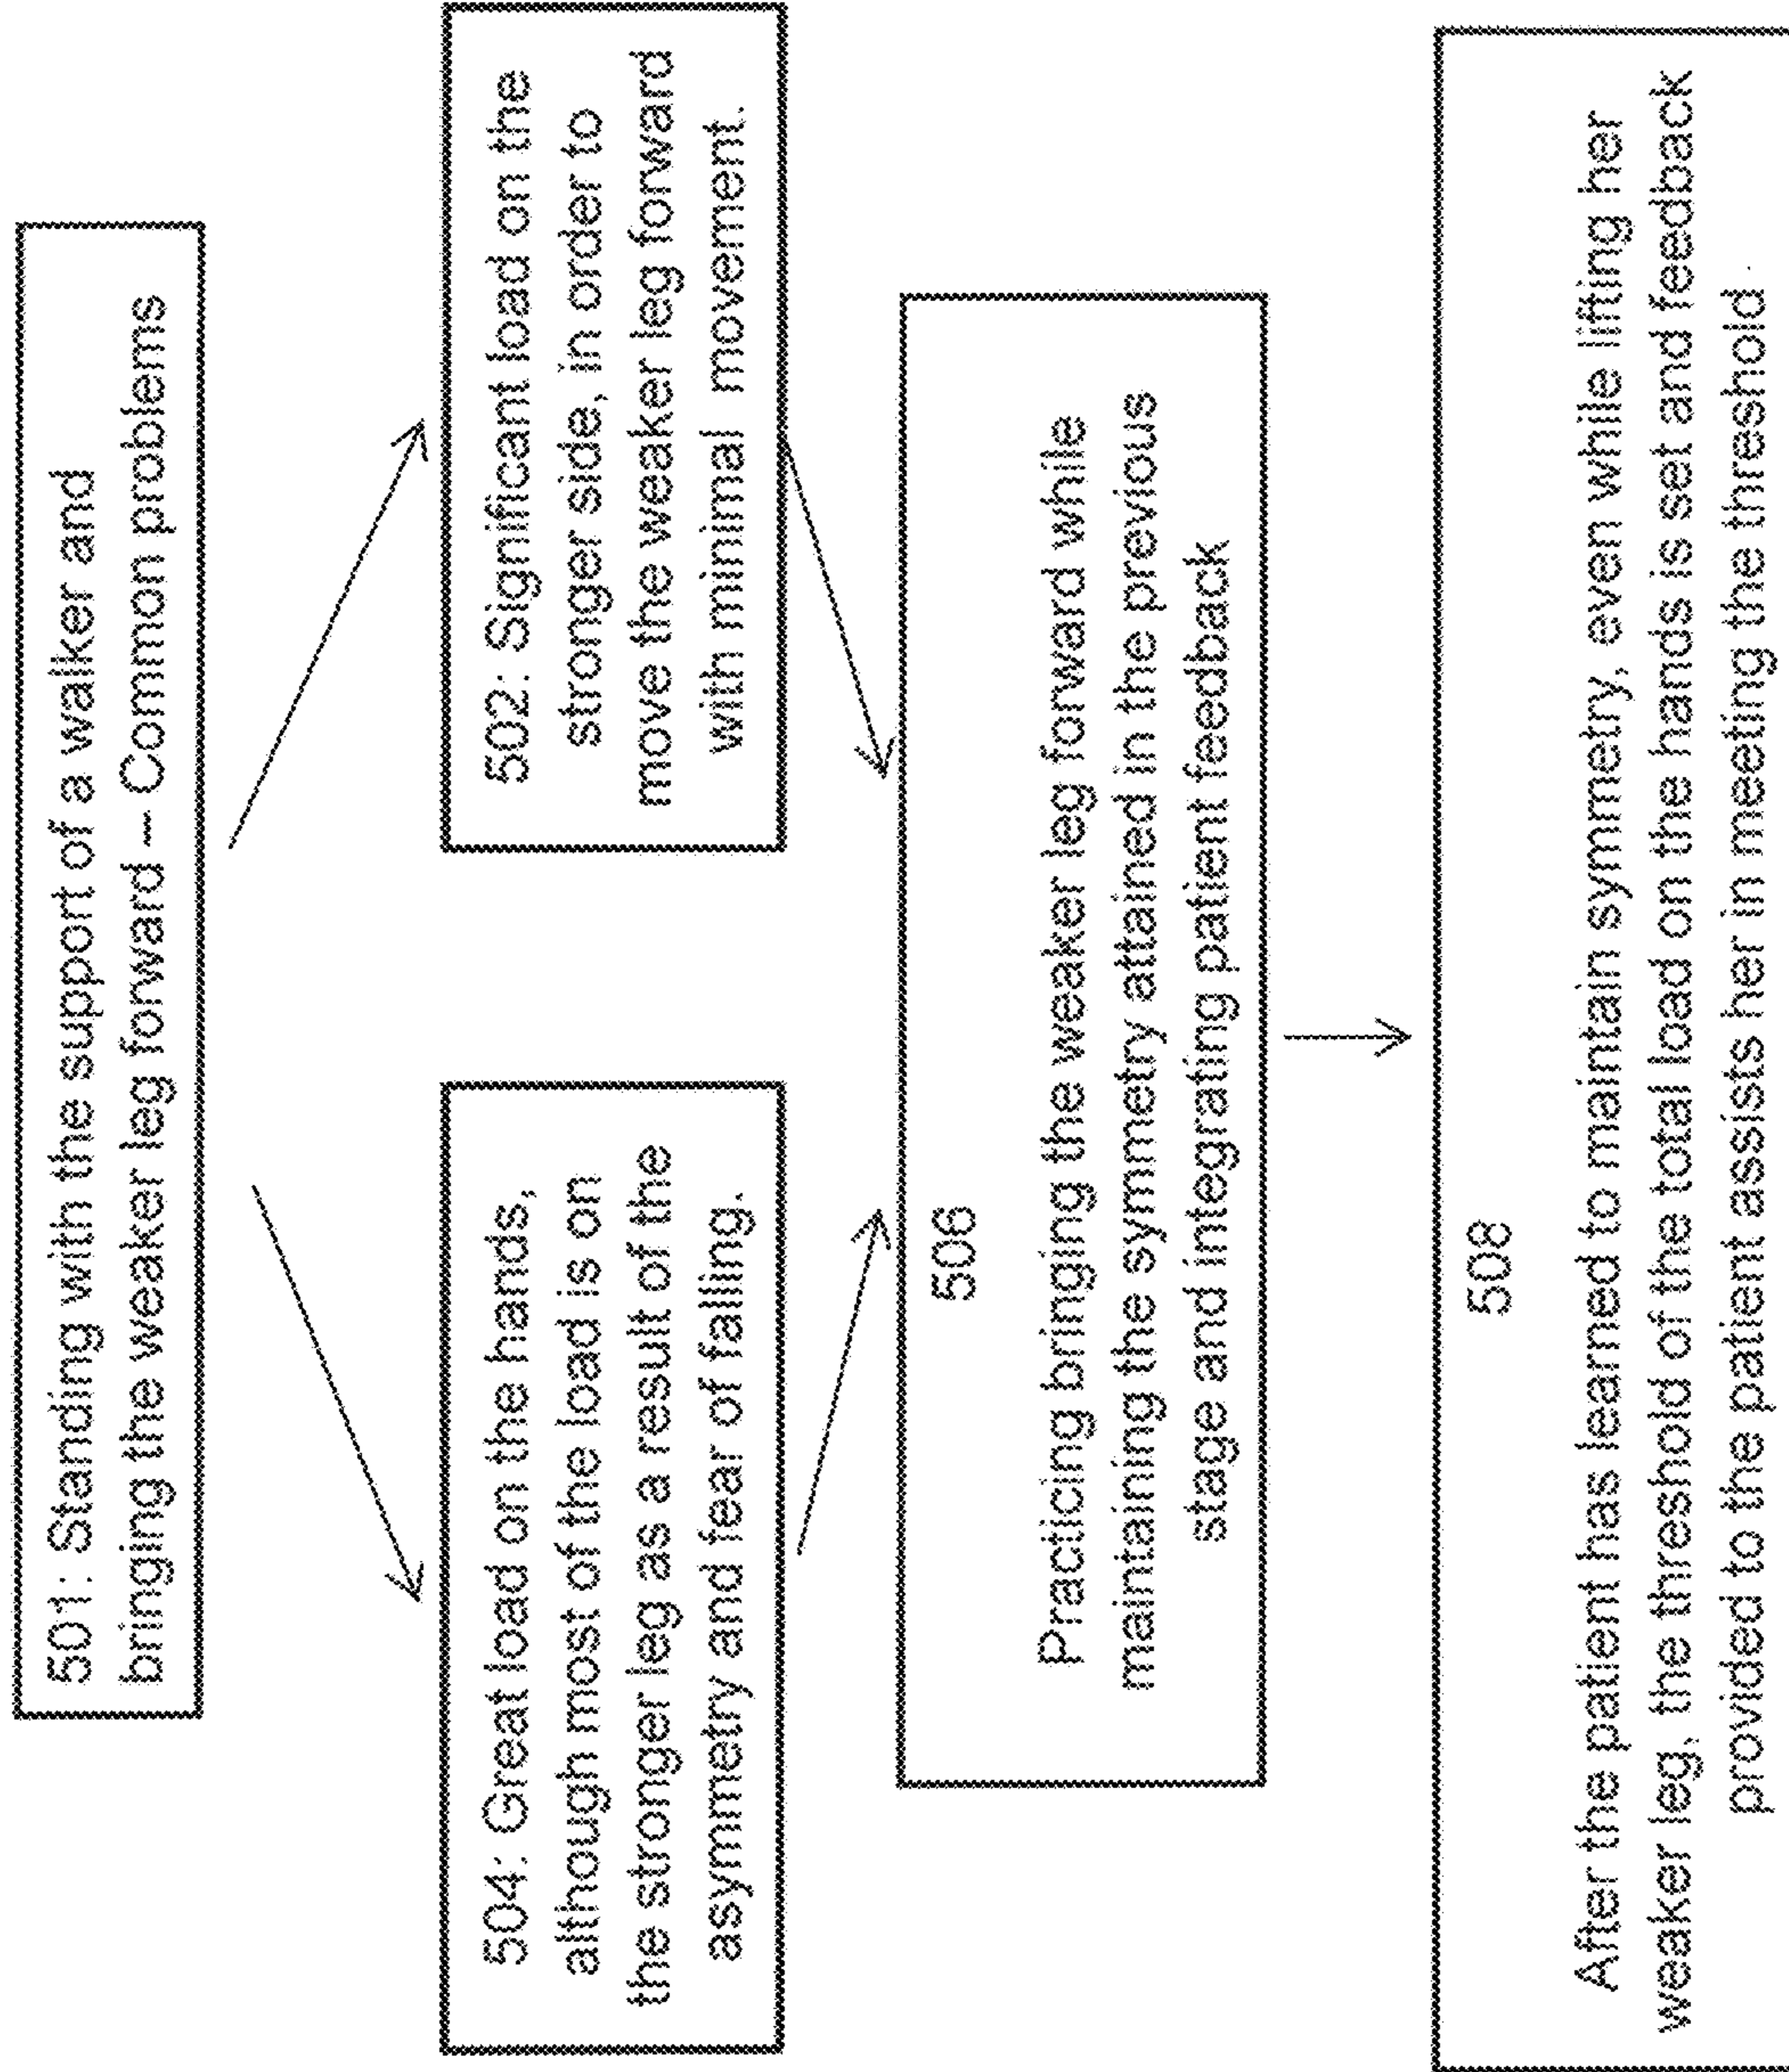 501: Standing with the support of a walker and
bringing the weaker leg forward -- Common problems
504: Great load on the hands,
although most of the load is on
the stronger leg as a result of the
asymmetry and fear of falling.
502: Significant load on the
stronger side, in order to
move the weaker leg forward
with minimal movement.
506
Practicing bringing the weaker leg forward while
maintaining the symmetry attained in the previous
stage and integrating patient feedback
508
After the patient has learned to maintain symmetry, even while lifting her
weaker leg, the threshold of the total load on the hands is set and feedback
provided to the patient assists her in meeting the threshold.